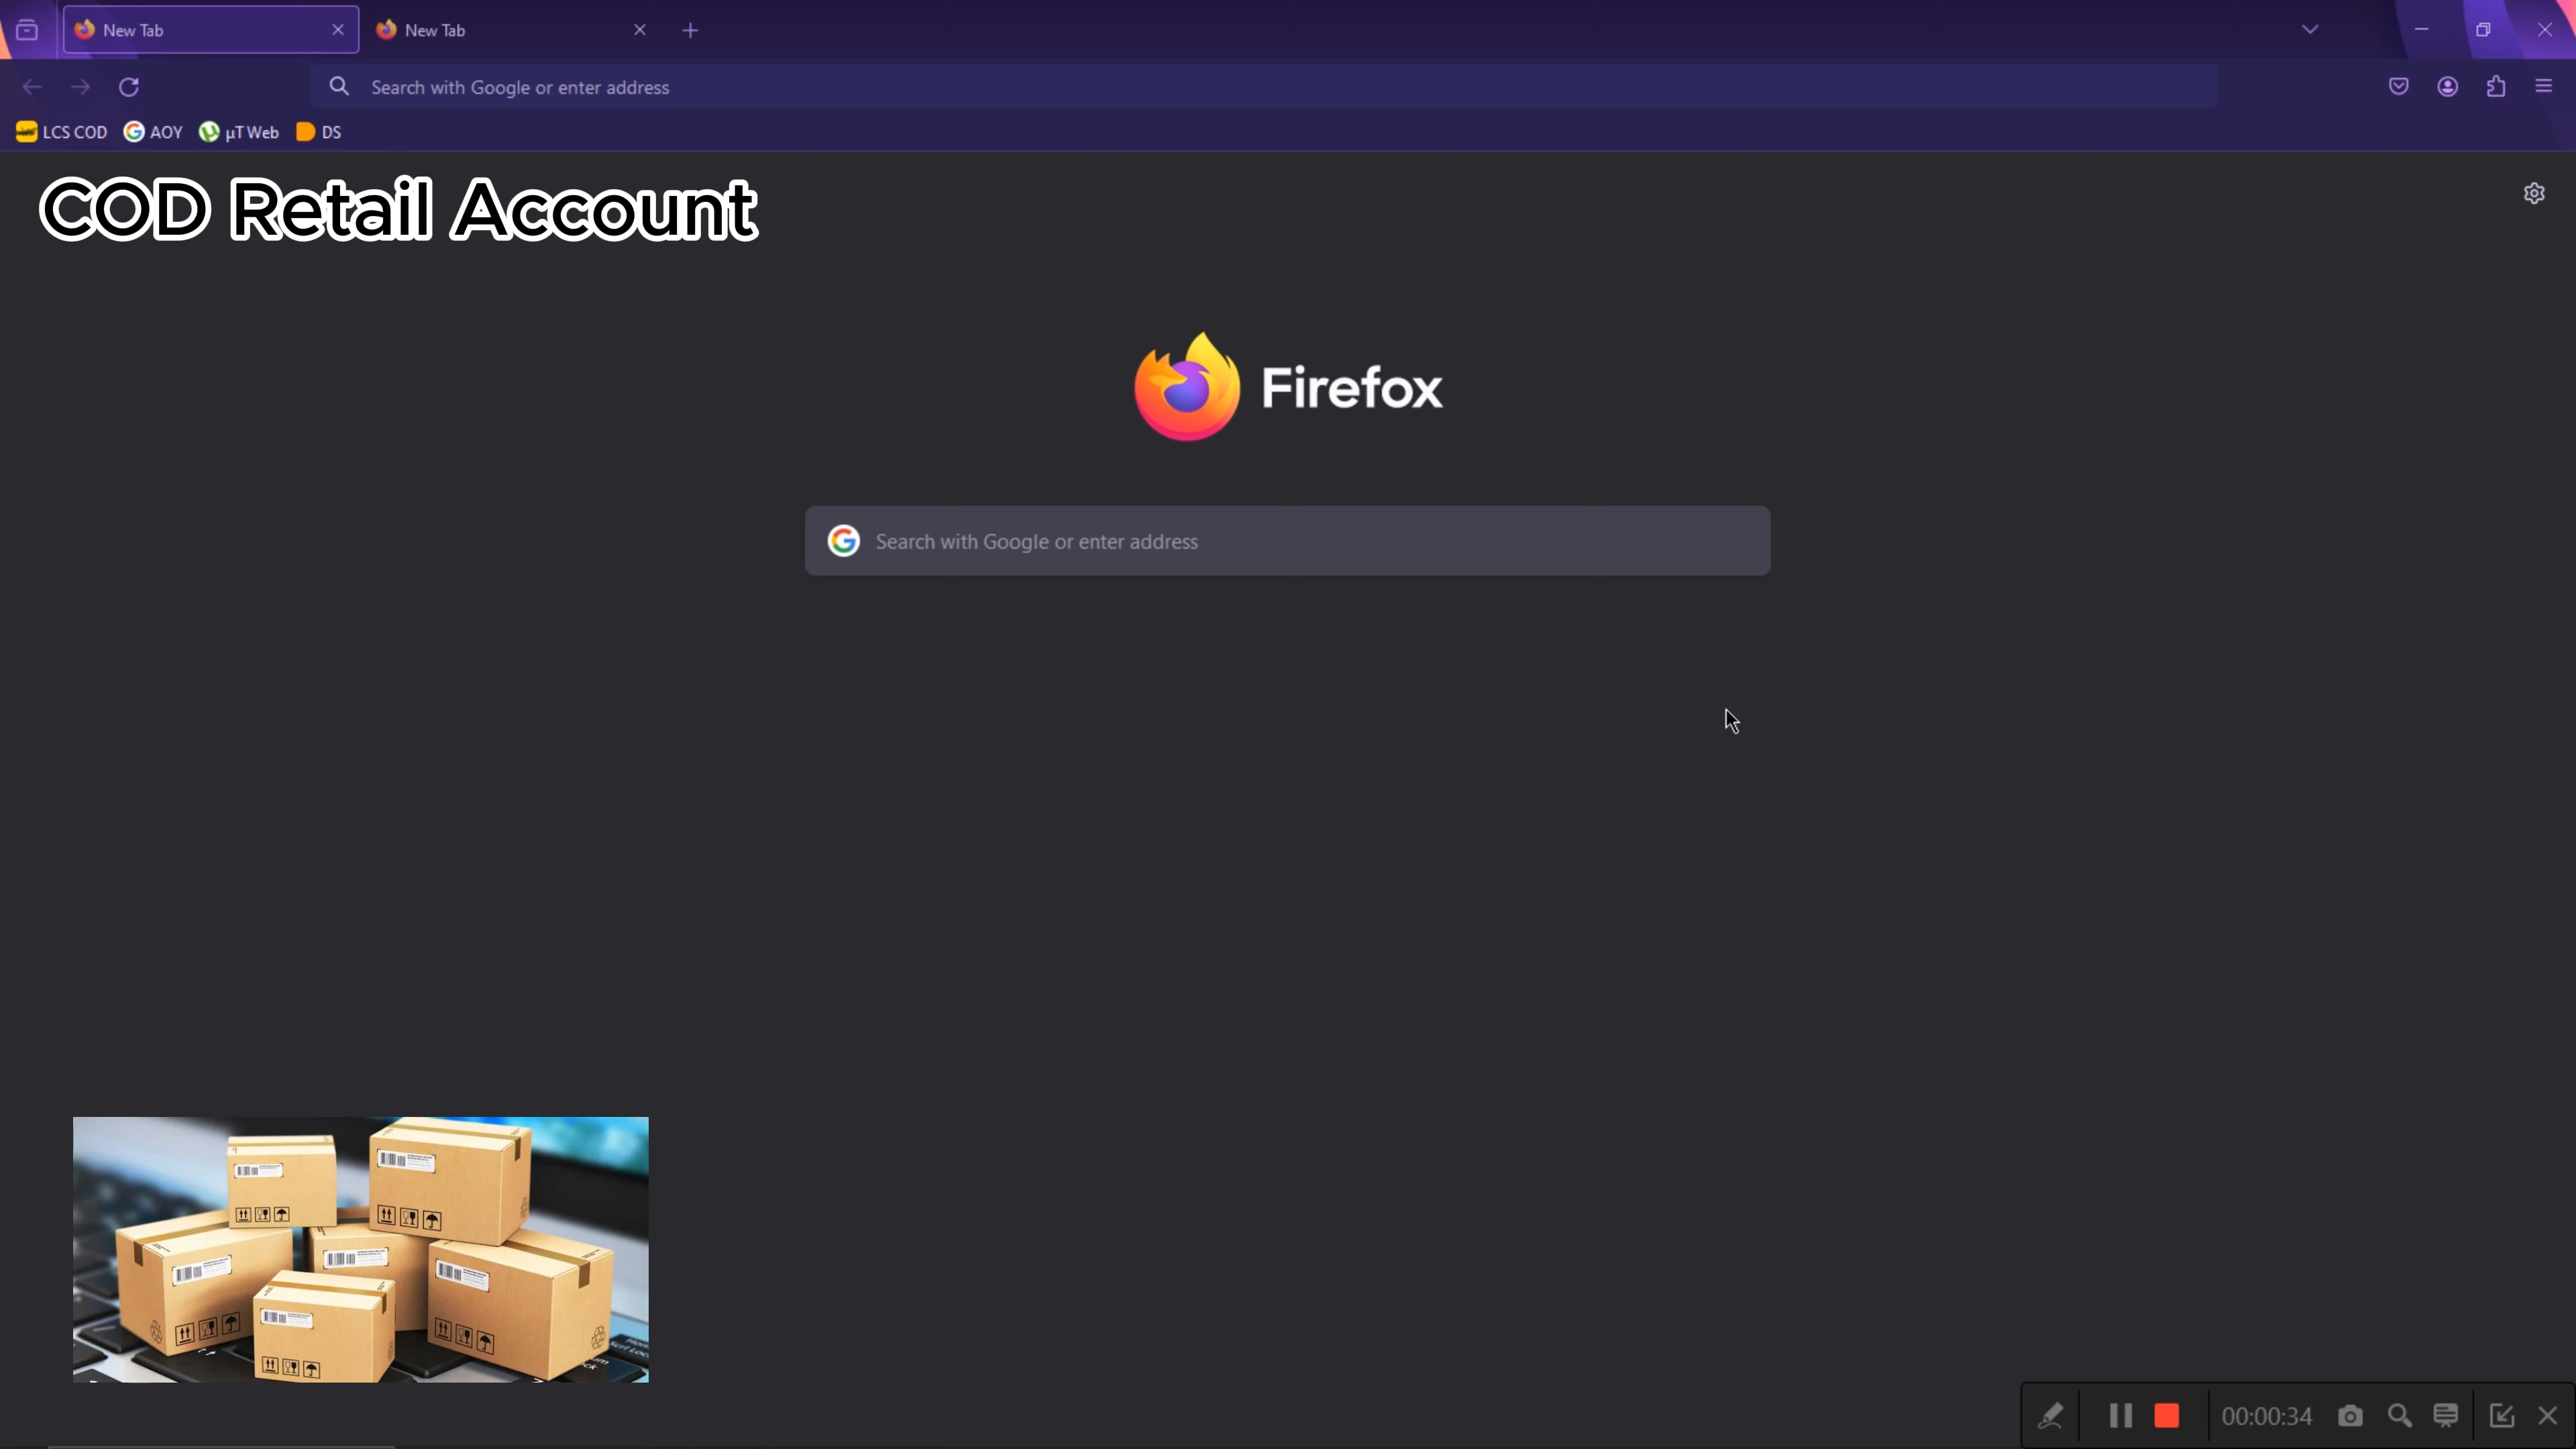 New Tab
New Tab
Search with Google or enter address
LCS COD
AOY
µT Web
DS
COD Retail Account
Firefox
Search with Google or enter address
00:00:34